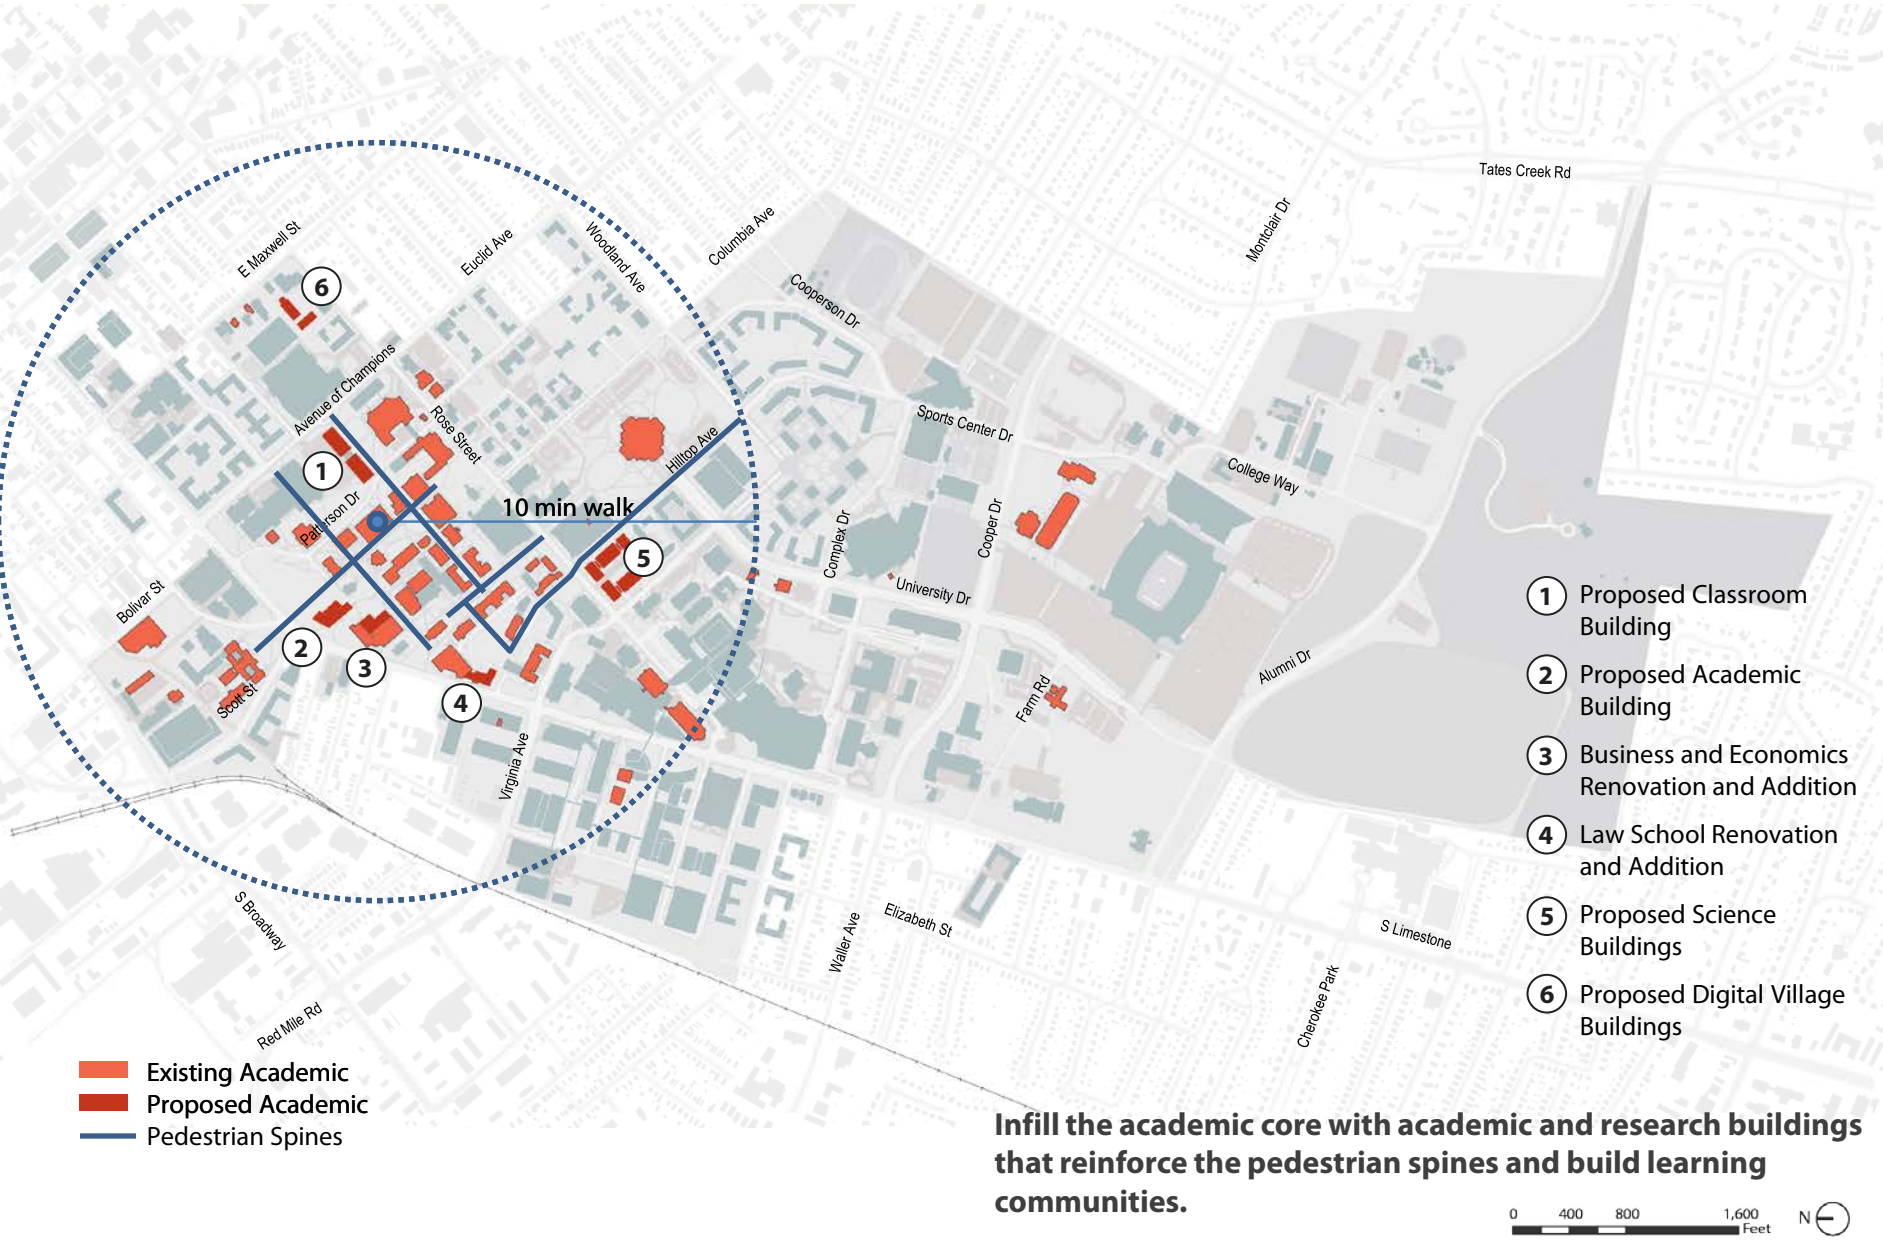 Tates Creek Rd
Montclair Dr
Columbia Ave
Woodland Ave
Euclid Ave
E Maxwell St
6
Cooperson Dr
Avenue of Champions
Rose Street
Sports Center Dr
Hilltop Ave
College Way
1
Patterson Dr
10 min walk
Complex Dr
Cooper Dr
5
University Dr
Bolivar St
2
3
4
Scott St
Farm Rd
Alumni Dr
Virginia Ave
S Broadway
Waller Ave
Elizabeth St
S Limestone
Cherokee Park
Red Mile Rd
1 Proposed Classroom
Building
2 Proposed Academic
Building
3 Business and Economics
Renovation and Addition
4 Law School Renovation
and Addition
5 Proposed Science
Buildings
6 Proposed Digital Village
Buildings
Existing Academic
Proposed Academic
Pedestrian Spines
Infill the academic core with academic and research buildings
that reinforce the pedestrian spines and build learning
communities.
0 400 800 1,600
Feet
N